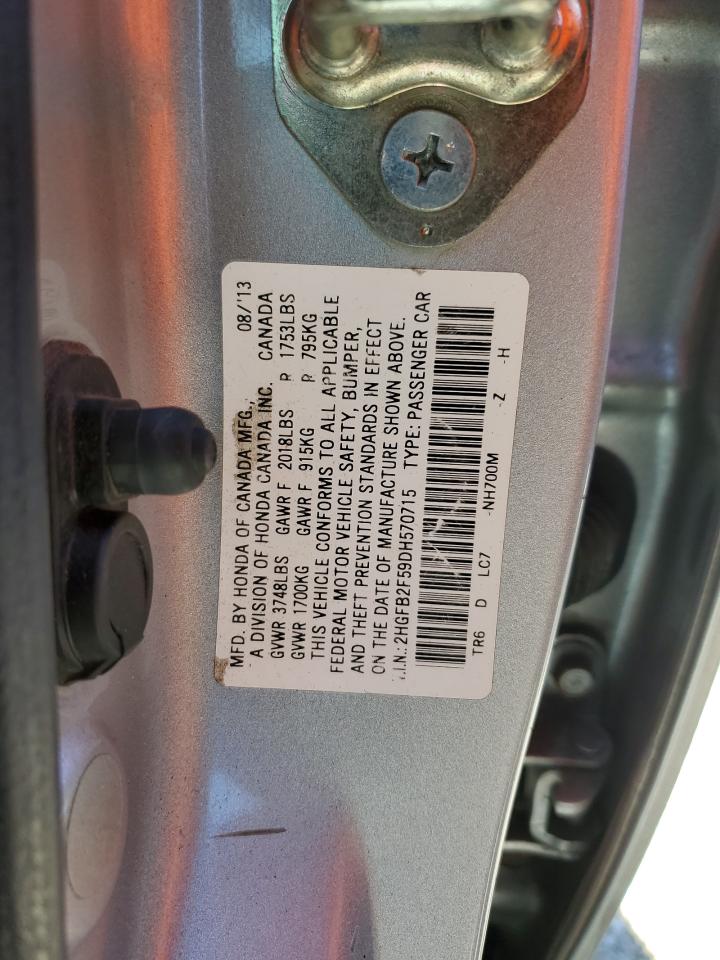 MFD. BY HONDA OF CANADA MFG., 08/'13
A DIVISION OF HONDA CANADA INC. CANADA
GVWR 3748LBS GAWR F 2018LBS R 1753LBS
GVWR 1700KG GAWR F 915KG R 795KG
THIS VEHICLE CONFORMS TO ALL APPLICABLE
FEDERAL MOTOR VEHICLE SAFETY, BUMPER,
AND THEFT PREVENTION STANDARDS IN EFFECT
ON THE DATE OF MANUFACTURE SHOWN ABOVE.
V.I.N.:2HGFB2F59DH570715 TYPE: PASSENGER CAR
TR6 D LC7 -NH700M -Z -H